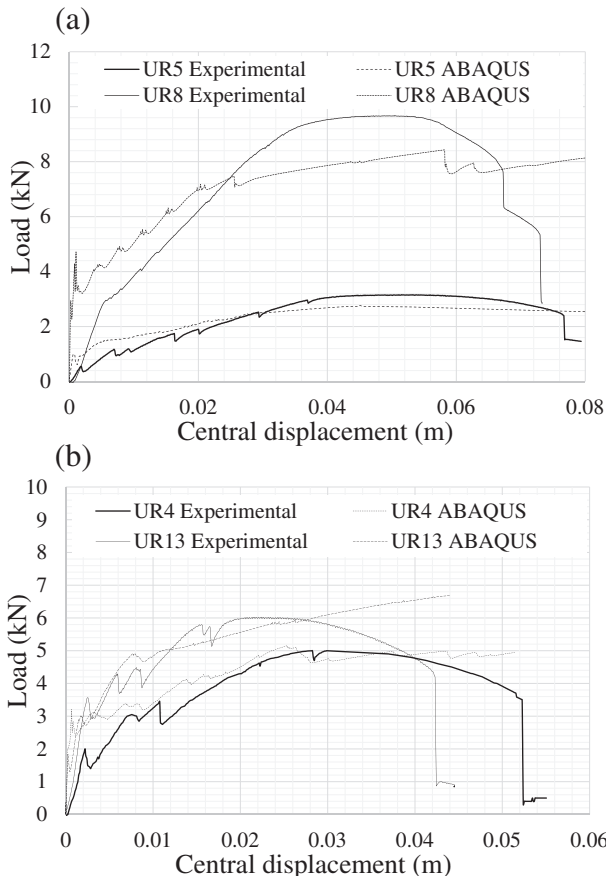 (a)
12
UR5 Experimental UR5 ABAQUS
UR8 Experimental UR8 ABAQUS
10
8
6
4
2
0
Load (kN)
0 0.02 0.04 0.06 0.08
Central displacement (m)
(b)
10
UR4 Experimental UR4 ABAQUS
9
UR13 Experimental UR13 ABAQUS
8
7
6
5
4
3
2
1
0
Load (kN)
0 0.01 0.02 0.03 0.04 0.05 0.06
Central displacement (m)